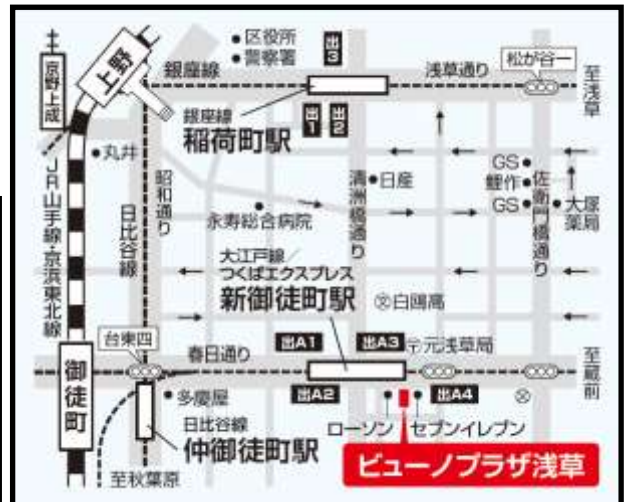 区役所
警察署
出3
松が谷一
上野
京成上野
銀座線
浅草通り
至浅草
銀座線
稲荷町駅
出1
出2
丸井
昭和通り
日比谷線
JR山手線・京浜東北線
清洲橋通り
日産
GS
鯉作
GS
佐衛門橋通り
大塚薬局
永寿総合病院
大江戸線/
つくばエクスプレス
新御徒町駅
文白鴎高
台東四
春日通り
出A1
出A3
〒元浅草局
至蔵前
御徒町
多慶屋
出A2
出A4
ローソン
セブンイレブン
日比谷線
仲御徒町駅
至秋葉原
ビューノプラザ浅草